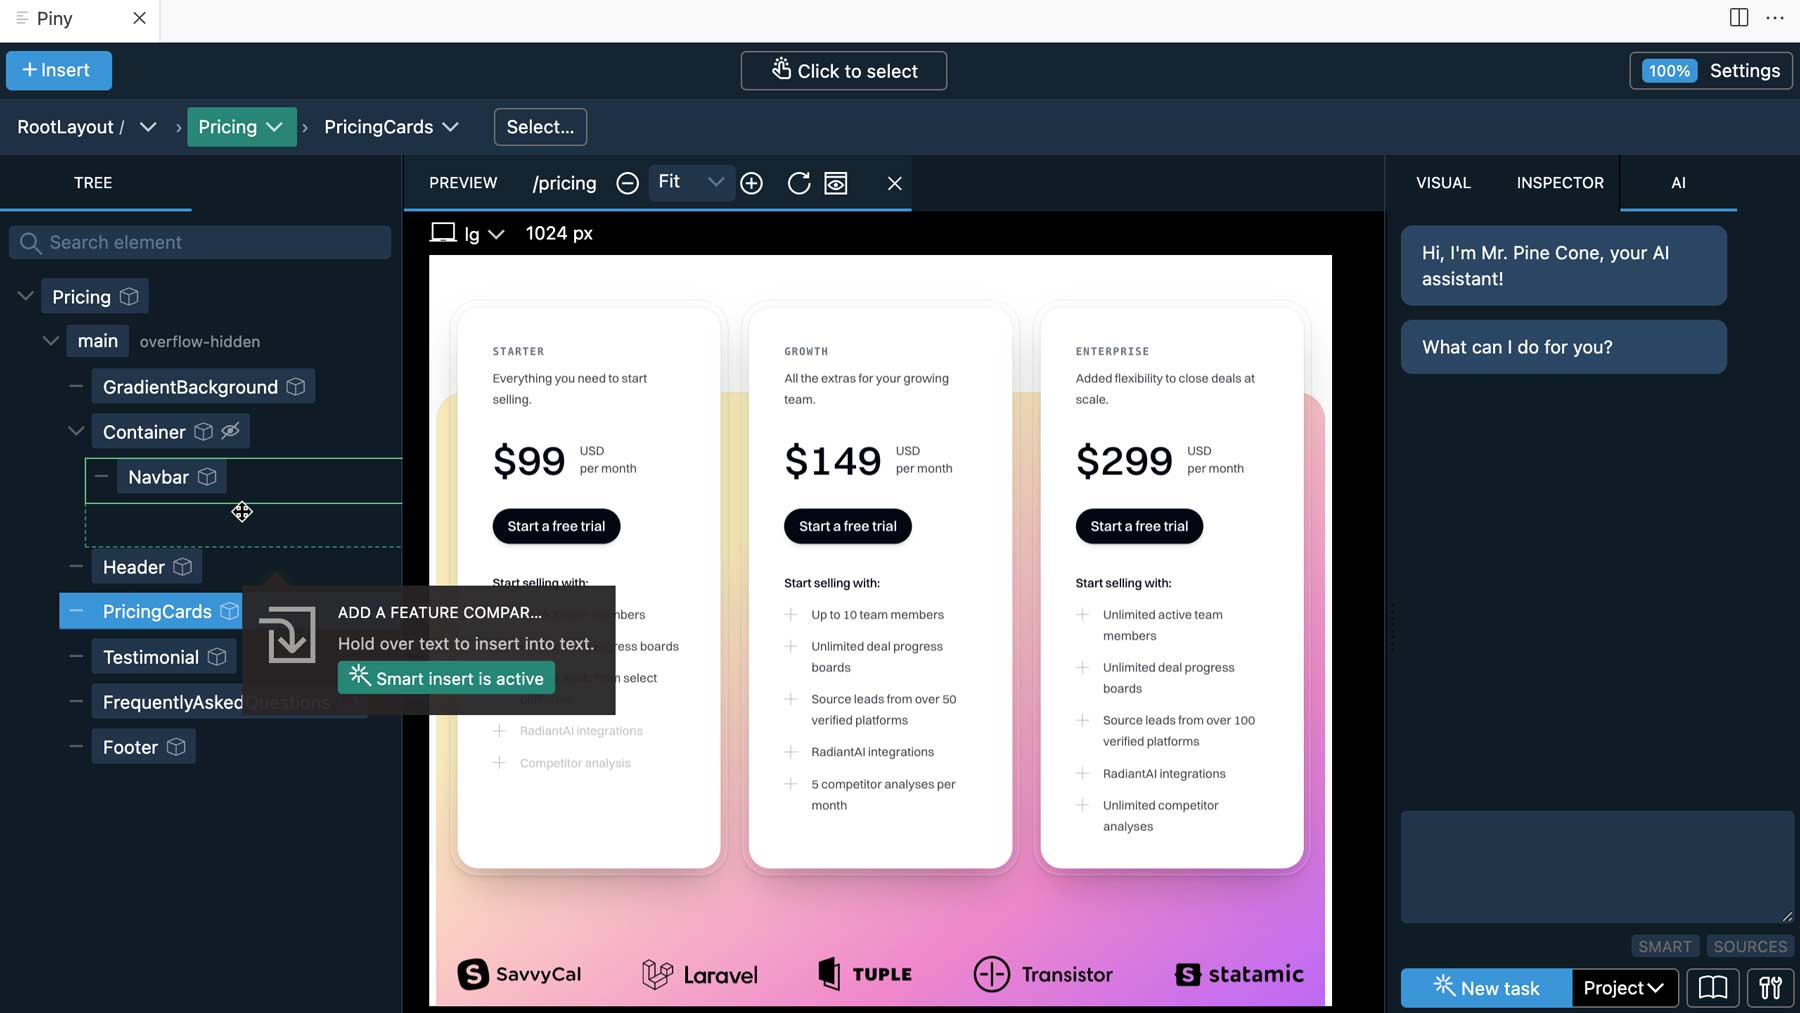 Piny
Insert
Click to select
100% Settings
RootLayout / › Pricing › PricingCards Select...
TREE
PREVIEW /pricing Fit
VISUAL INSPECTOR AI
lg 1024 px
Search element
Pricing
main overflow-hidden
GradientBackground
Container
Navbar
Header
PricingCards
Testimonial
FrequentlyAskedQuestions
Footer
ADD A FEATURE COMPAR...
Hold over text to insert into text.
Smart insert is active
STARTER
Everything you need to start
selling.
$99 USD
per month
Start a free trial
Start selling with:
ress boards
m select
RadiantAI integrations
Competitor analysis
GROWTH
All the extras for your growing
team.
$149 USD
per month
Start a free trial
Start selling with:
Up to 10 team members
Unlimited deal progress
boards
Source leads from over 50
verified platforms
RadiantAI integrations
5 competitor analyses per
month
ENTERPRISE
Added flexibility to close deals at
scale.
$299 USD
per month
Start a free trial
Start selling with:
Unlimited active team
members
Unlimited deal progress
boards
Source leads from over 100
verified platforms
RadiantAI integrations
Unlimited competitor
analyses
SavvyCal Laravel TUPLE Transistor statamic
Hi, I'm Mr. Pine Cone, your AI
assistant!
What can I do for you?
SMART SOURCES
New task Project